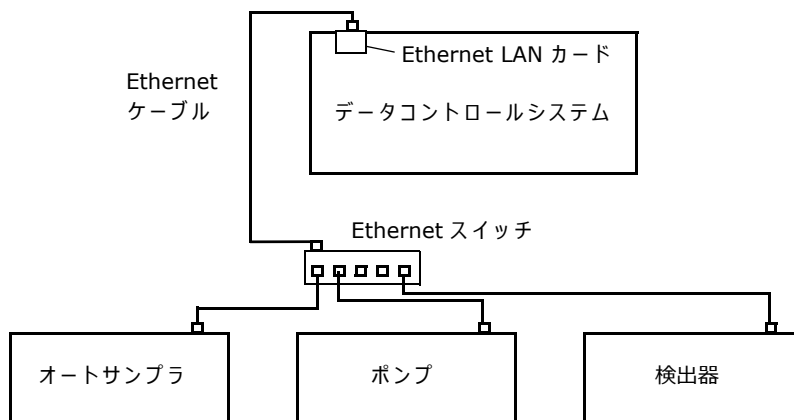 Ethernet LAN カード
Ethernet
ケーブル
データコントロールシステム
Ethernet スイッチ
オートサンプラ
ポンプ
検出器